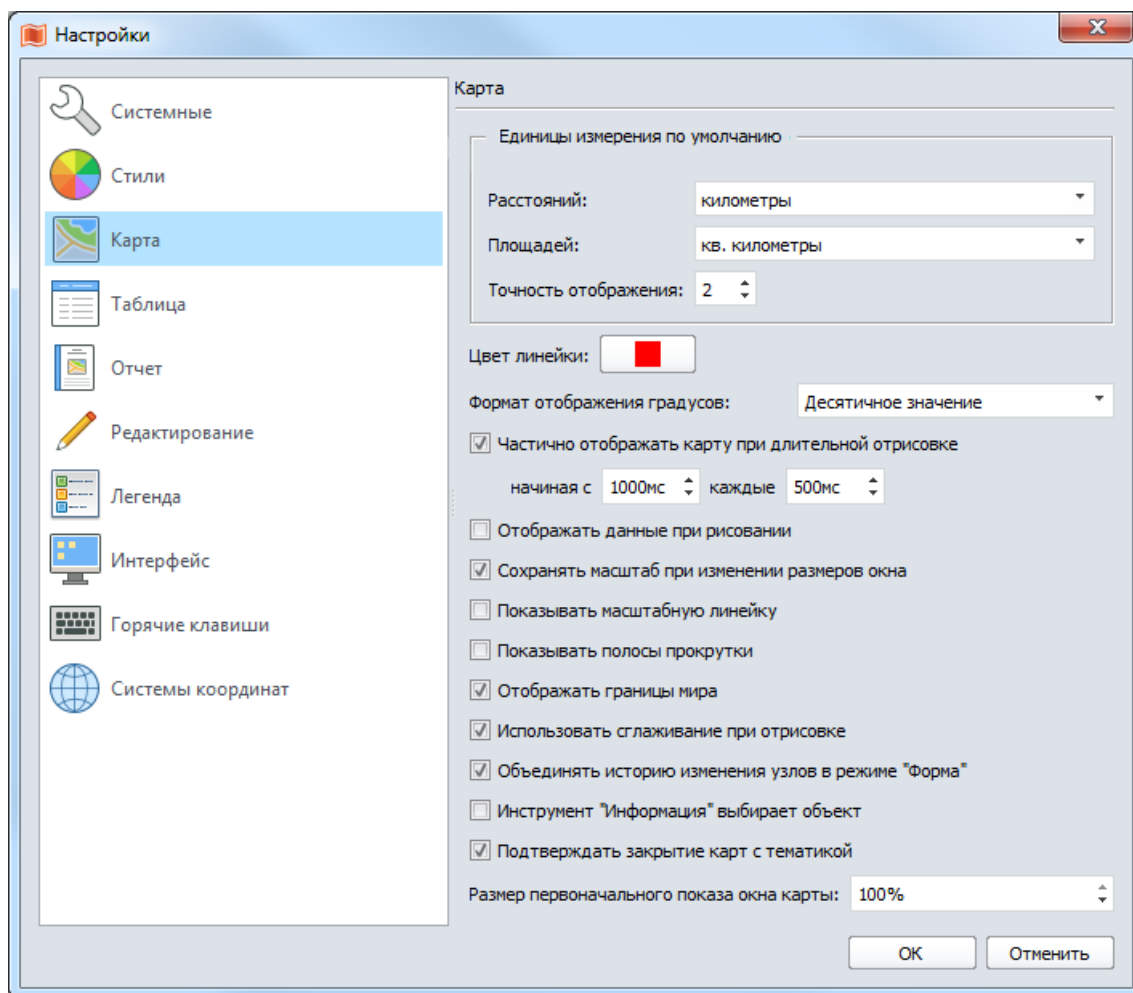 Настройки
Системные
Стили
Карта
Таблица
Отчет
Редактирование
Легенда
Интерфейс
Горячие клавиши
Системы координат
Карта
Единицы измерения по умолчанию
Расстояний: километры
Площадей: кв. километры
Точность отображения: 2
Цвет линейки:
Формат отображения градусов: Десятичное значение
Частично отображать карту при длительной отрисовке
начиная с 1000мс каждые 500мс
Отображать данные при рисовании
Сохранять масштаб при изменении размеров окна
Показывать масштабную линейку
Показывать полосы прокрутки
Отображать границы мира
Использовать сглаживание при отрисовке
Объединять историю изменения узлов в режиме "Форма"
Инструмент "Информация" выбирает объект
Подтверждать закрытие карт с тематикой
Размер первоначального показа окна карты: 100%
ОК Отменить